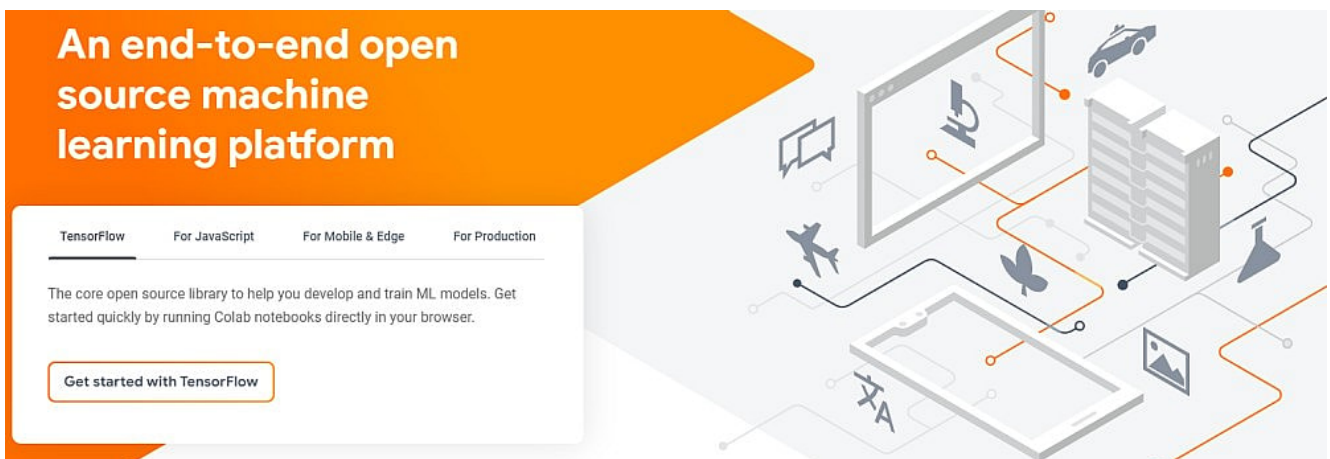 An end-to-end open
source machine
learning platform
TensorFlow For JavaScript For Mobile & Edge For Production
The core open source library to help you develop and train ML models. Get
started quickly by running Colab notebooks directly in your browser.
Get started with TensorFlow
文A